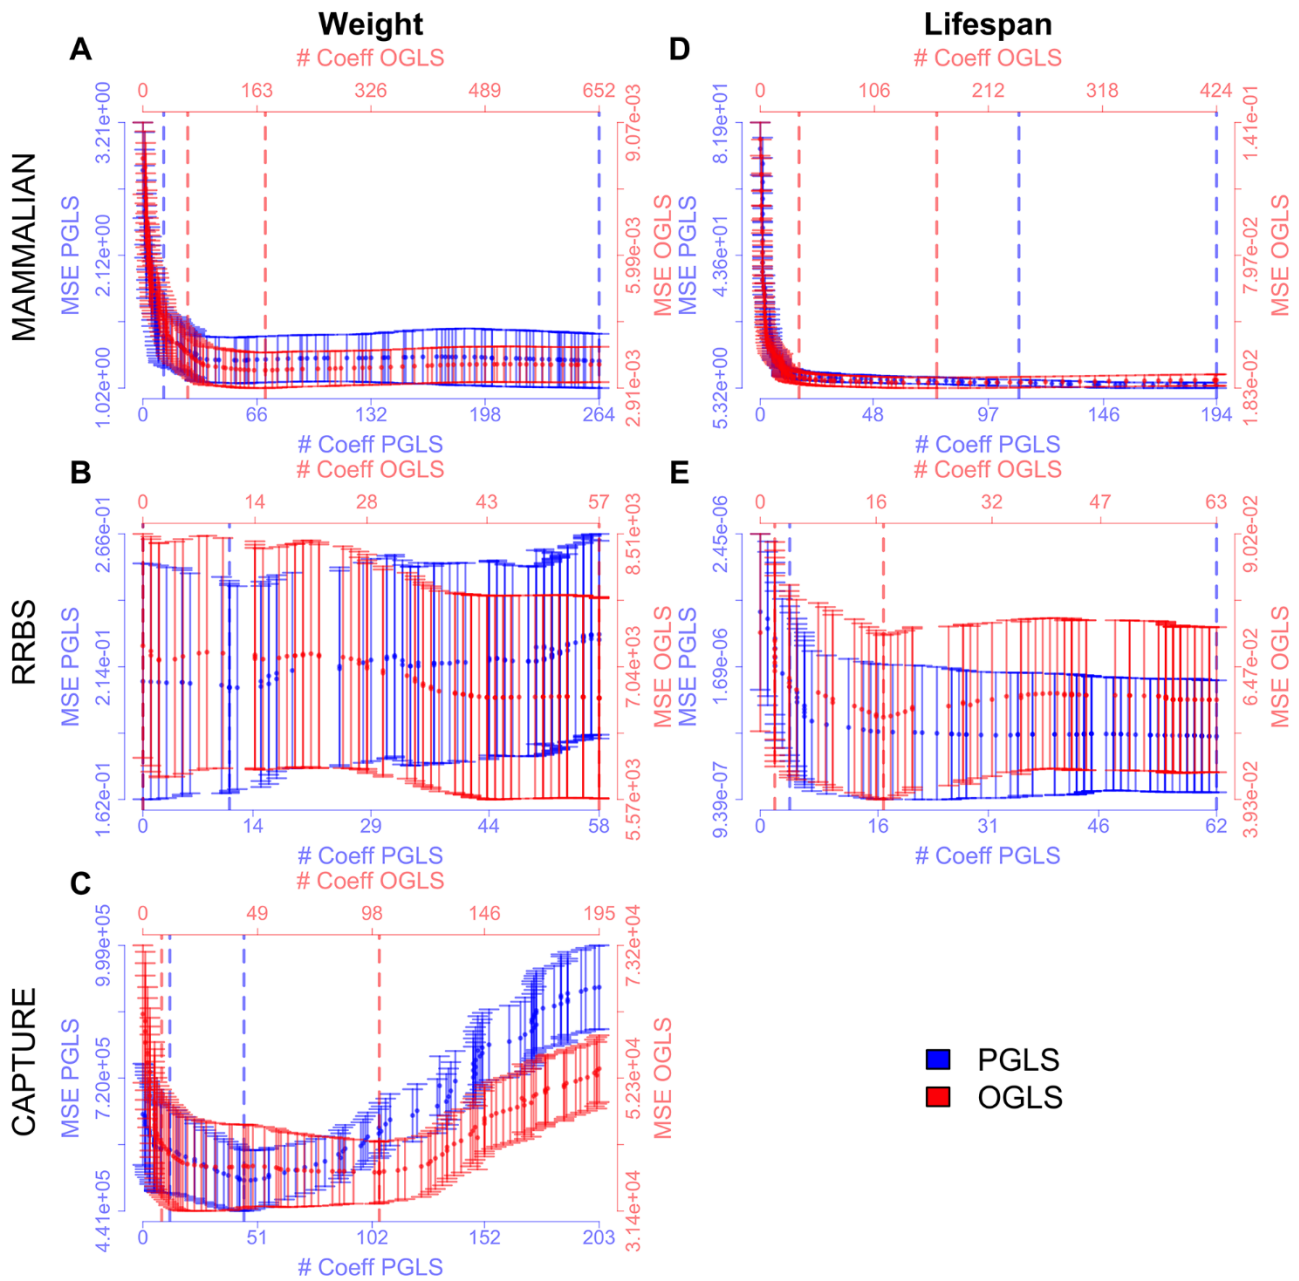 Weight
Lifespan
MAMMALIAN
A
# Coeff OGLS
0 163 326 489 652
MSE PGLS
1.02e+00 2.12e+00 3.21e+00
2.91e-03 5.99e-03 9.07e-03
MSE OGLS
0 66 132 198 264
# Coeff PGLS
D
# Coeff OGLS
0 106 212 318 424
MSE PGLS
5.32e+00 4.36e+01 8.19e+01
1.83e-02 7.97e-02 1.41e-01
MSE OGLS
0 48 97 146 194
# Coeff PGLS
RRBS
B
# Coeff OGLS
0 14 28 43 57
MSE PGLS
1.62e-01 2.14e-01 2.66e-01
5.57e+03 7.04e+03 8.51e+03
MSE OGLS
0 14 29 44 58
# Coeff PGLS
E
# Coeff OGLS
0 16 32 47 63
MSE PGLS
9.39e-07 1.69e-06 2.45e-06
3.93e-02 6.47e-02 9.02e-02
MSE OGLS
0 16 31 46 62
# Coeff PGLS
CAPTURE
C
# Coeff OGLS
0 49 98 146 195
MSE PGLS
4.41e+05 7.20e+05 9.99e+05
3.14e+04 5.23e+04 7.32e+04
MSE OGLS
0 51 102 152 203
# Coeff PGLS
PGLS
OGLS